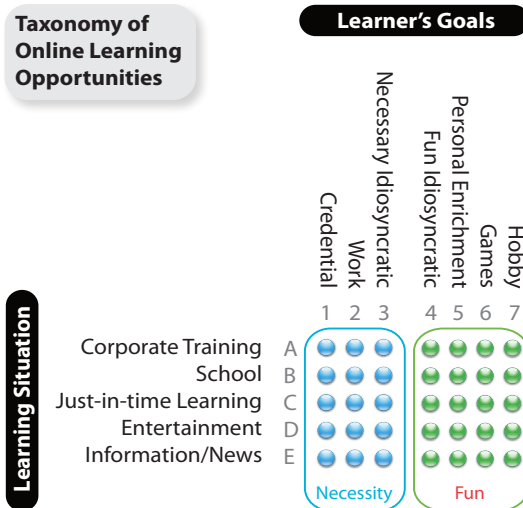 Taxonomy of
Online Learning
Opportunities
Learner's Goals
Credential
Work
Necessary Idiosyncratic
Fun Idiosyncratic
Personal Enrichment
Games
Hobby
1 2 3 4 5 6 7
Learning Situation
Corporate Training A
School B
Just-in-time Learning C
Entertainment D
Information/News E
Necessity Fun